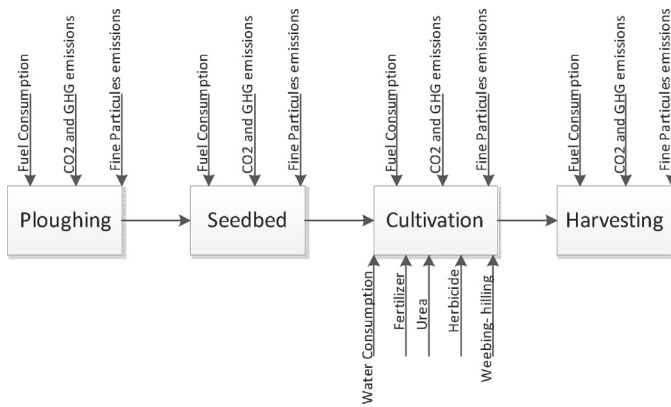 Fuel Consumption
CO2 and GHG emissions
Fine Particules emissions
Fuel Consumption
CO2 and GHG emissions
Fine Particules emissions
Fuel Consumption
CO2 and GHG emissions
Fine Particules emissions
Fuel Consumption
CO2 and GHG emissions
Fine Particules emissions
Ploughing
Seedbed
Cultivation
Harvesting
Water Consumption
Fertilizer
Urea
Herbicide
Weebing- hilling